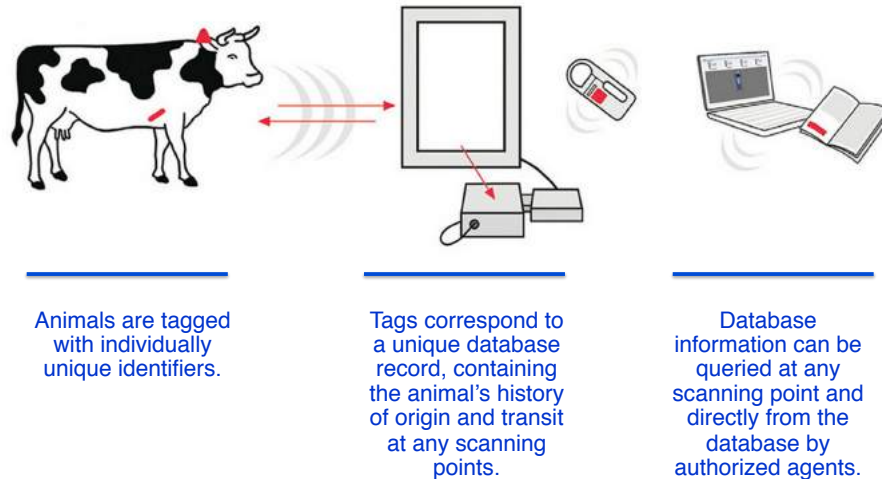 Animals are tagged
with individually
unique identifiers.
Tags correspond to
a unique database
record, containing
the animal's history
of origin and transit
at any scanning
points.
Database
information can be
queried at any
scanning point and
directly from the
database by
authorized agents.